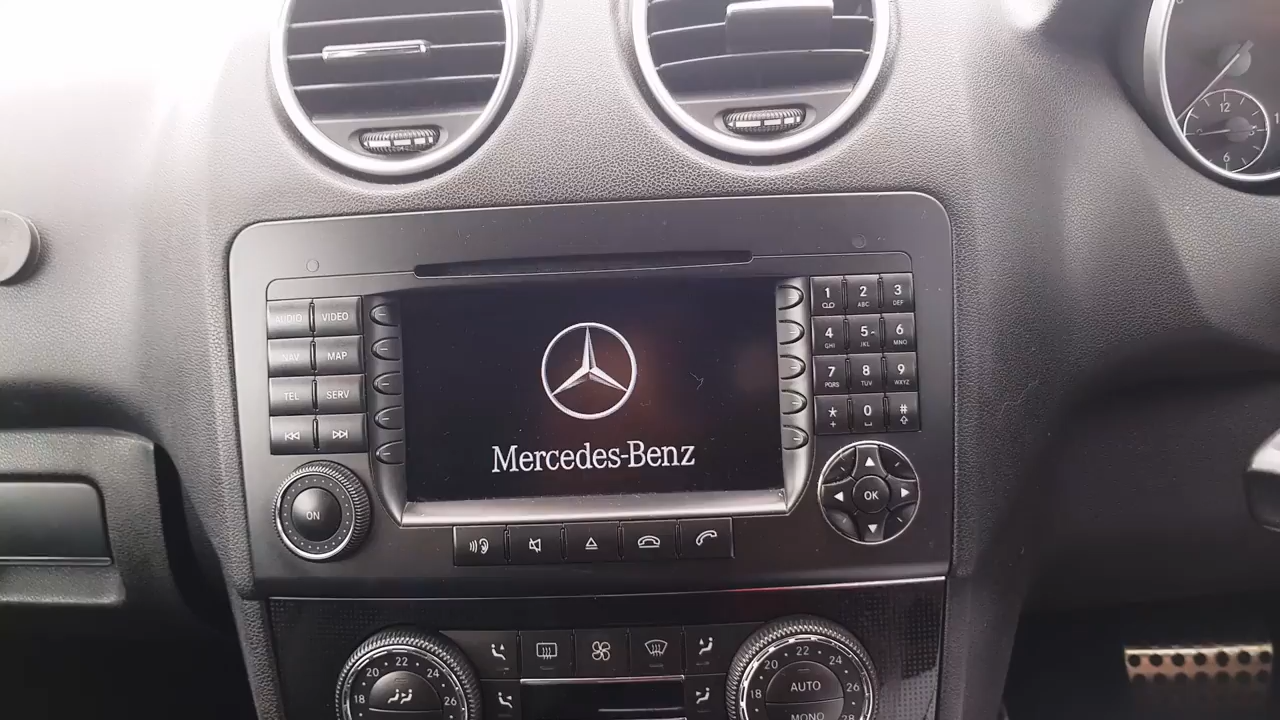 12
6
AUDIO VIDEO
NAV MAP
TEL SERV
ON
Mercedes-Benz
1 2 ABC 3 DEF
4 GHI 5 JKL 6 MNO
7 PQRS 8 TUV 9 WXYZ
* + 0 #
OK
18 20 22 24 26
18 20 22 24 26 28
AUTO
MONO